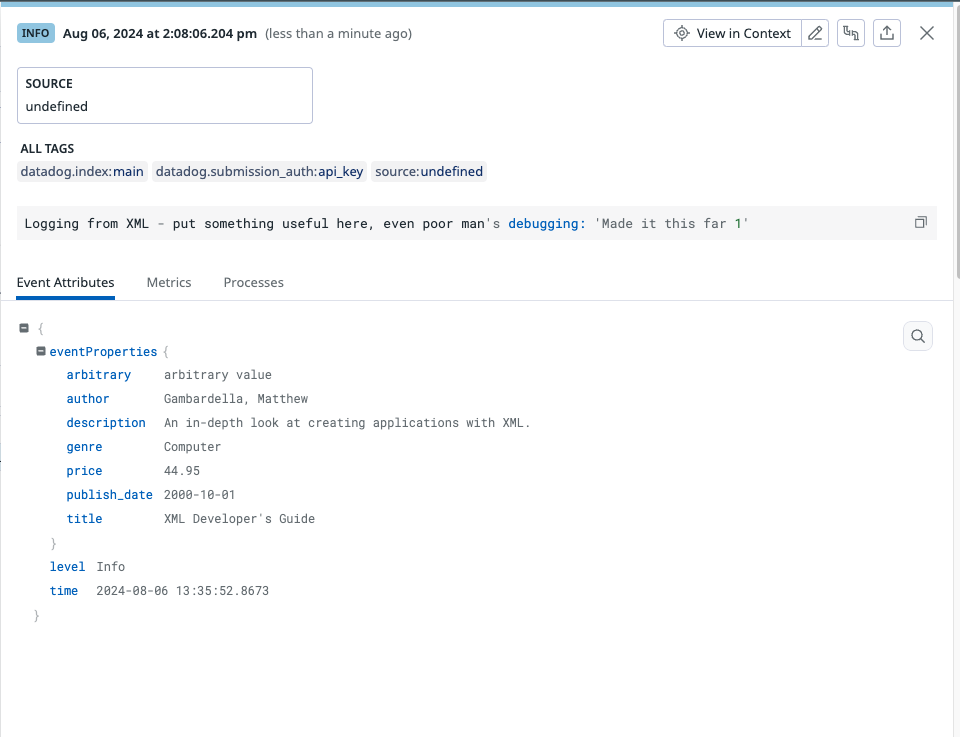 INFO Aug 06, 2024 at 2:08:06.204 pm (less than a minute ago) View in Context
SOURCE
undefined
ALL TAGS
datadog.index:main datadog.submission_auth:api_key source:undefined
Logging from XML - put something useful here, even poor man's debugging: 'Made it this far 1'
Event Attributes Metrics Processes
{
eventProperties {
arbitrary arbitrary value
author Gambardella, Matthew
description An in-depth look at creating applications with XML.
genre Computer
price 44.95
publish_date 2000-10-01
title XML Developer's Guide
}
level Info
time 2024-08-06 13:35:52.8673
}